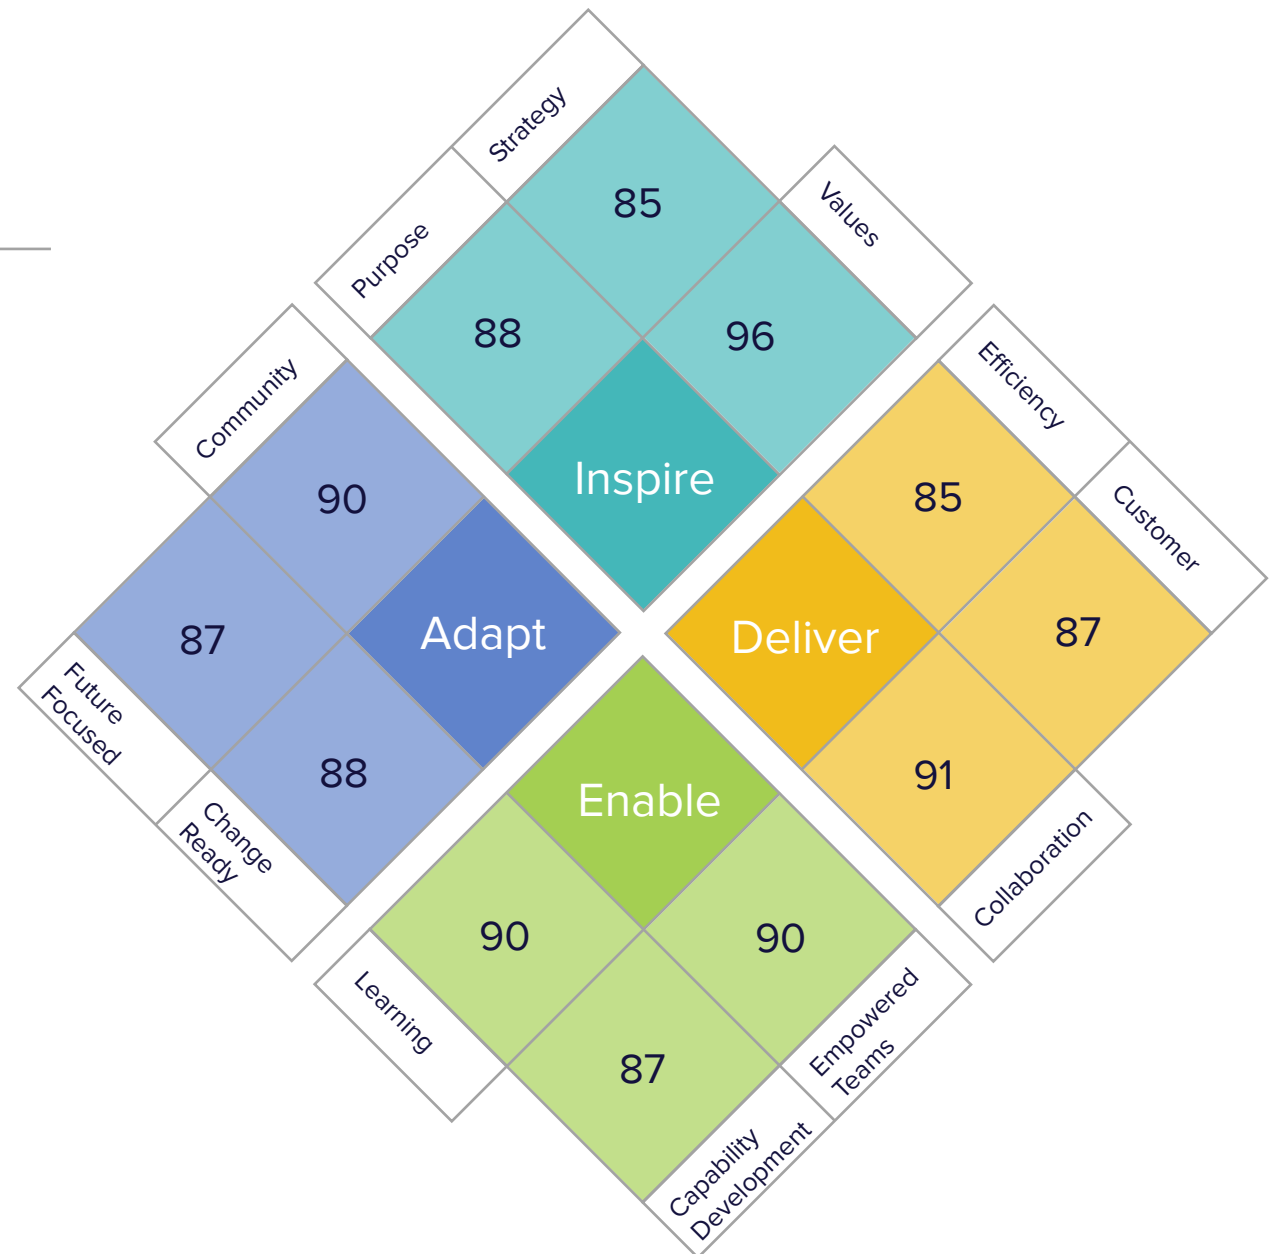 Strategy
85
Values
Purpose
88
96
Inspire
Community
90
87
Adapt
Future
Focused
88
Change
Ready
Efficiency
85
Customer
Deliver
87
91
Collaboration
Enable
90
90
Learning
Empowered
Teams
87
Capability
Development